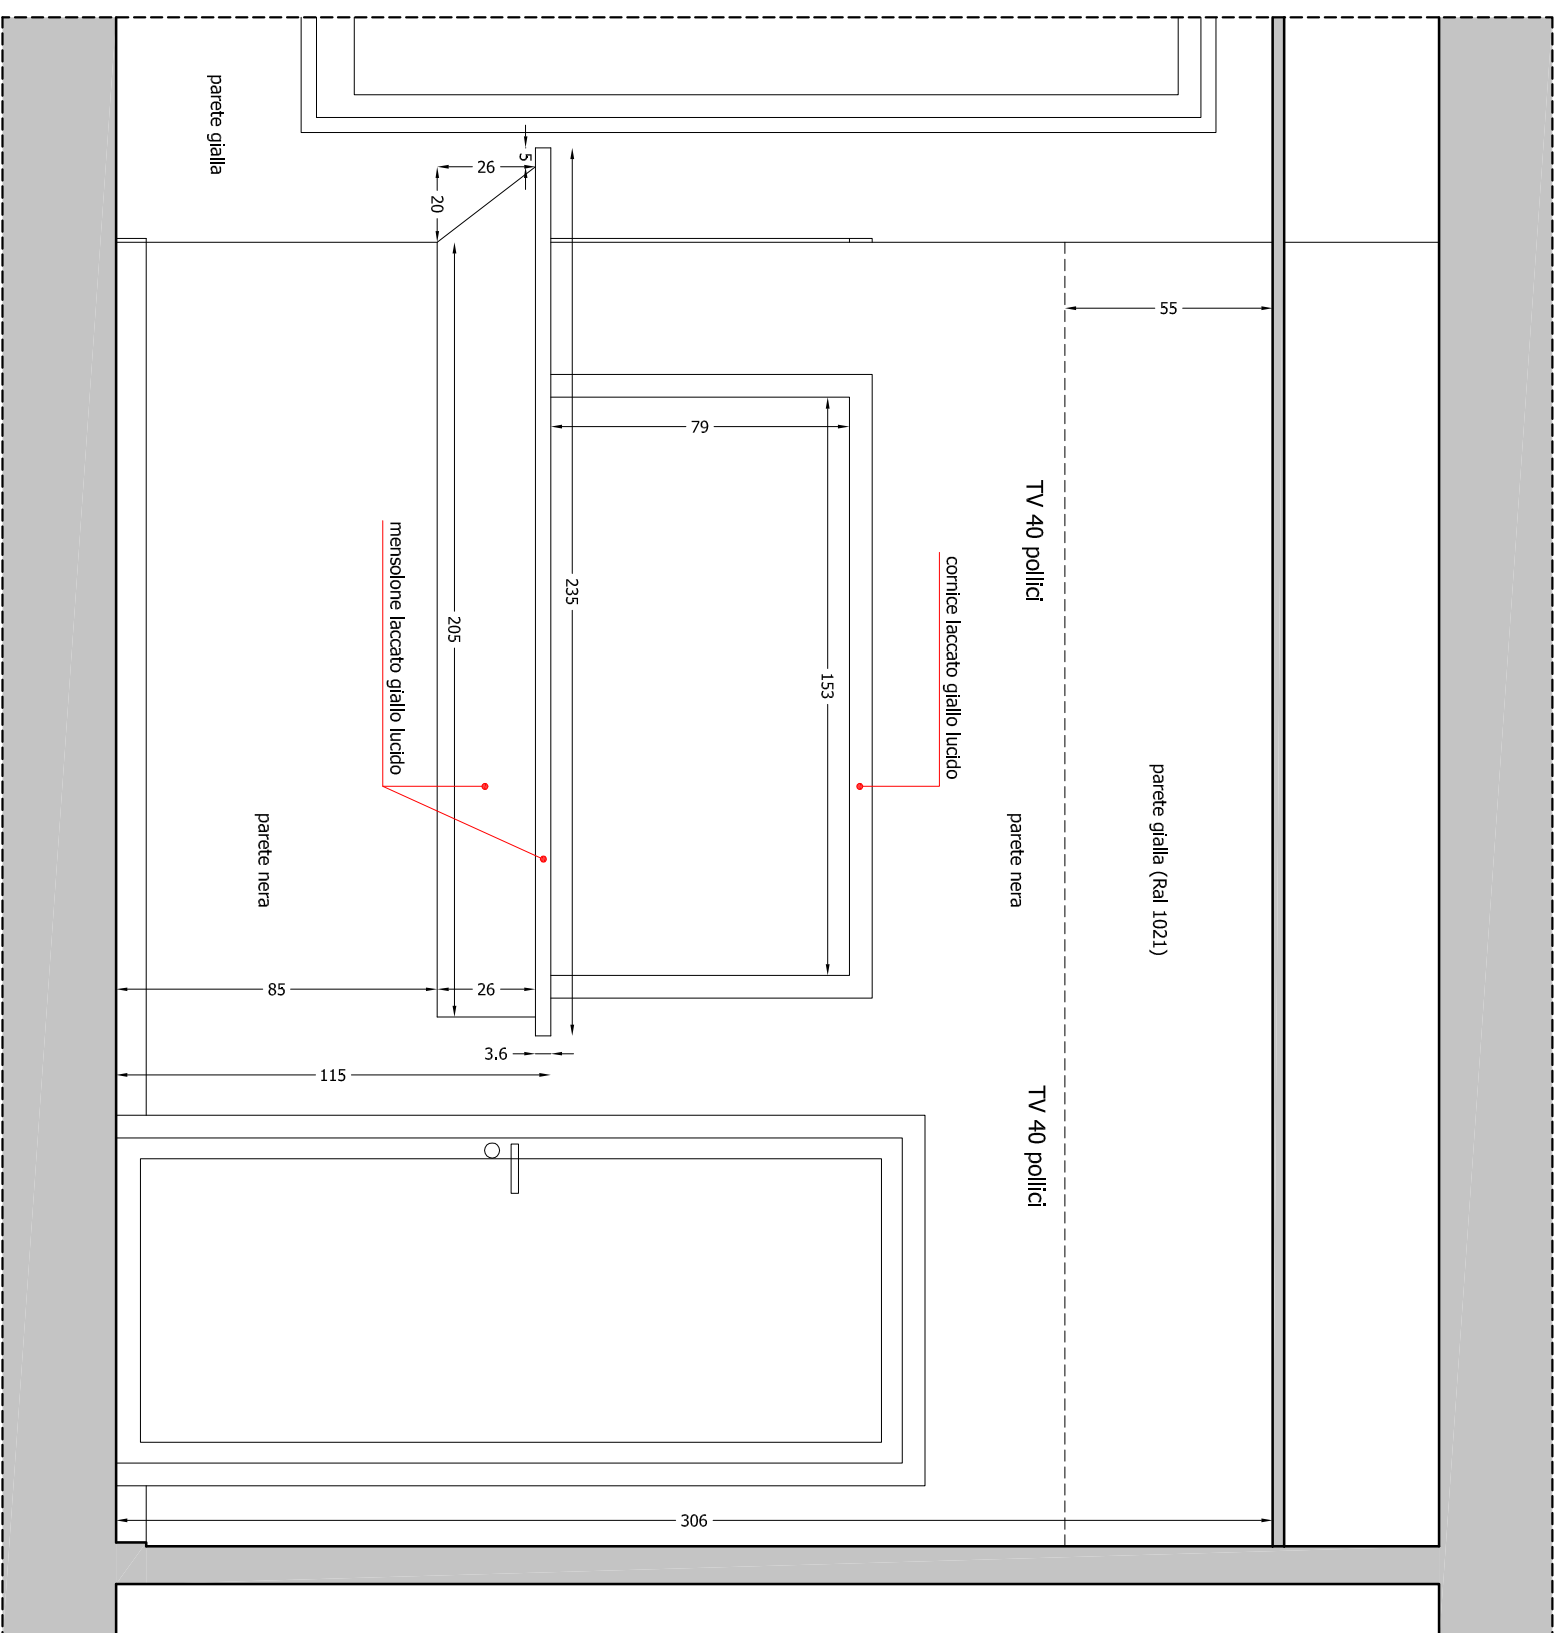 parete gialla (Ral 1021)
TV 40 pollici
TV 40 pollici
parete nera
cornice laccato giallo lucido
mensolone laccato giallo lucido
parete nera
parete gialla
55
79
153
235
5
26
20
205
26
85
3.6
115
306